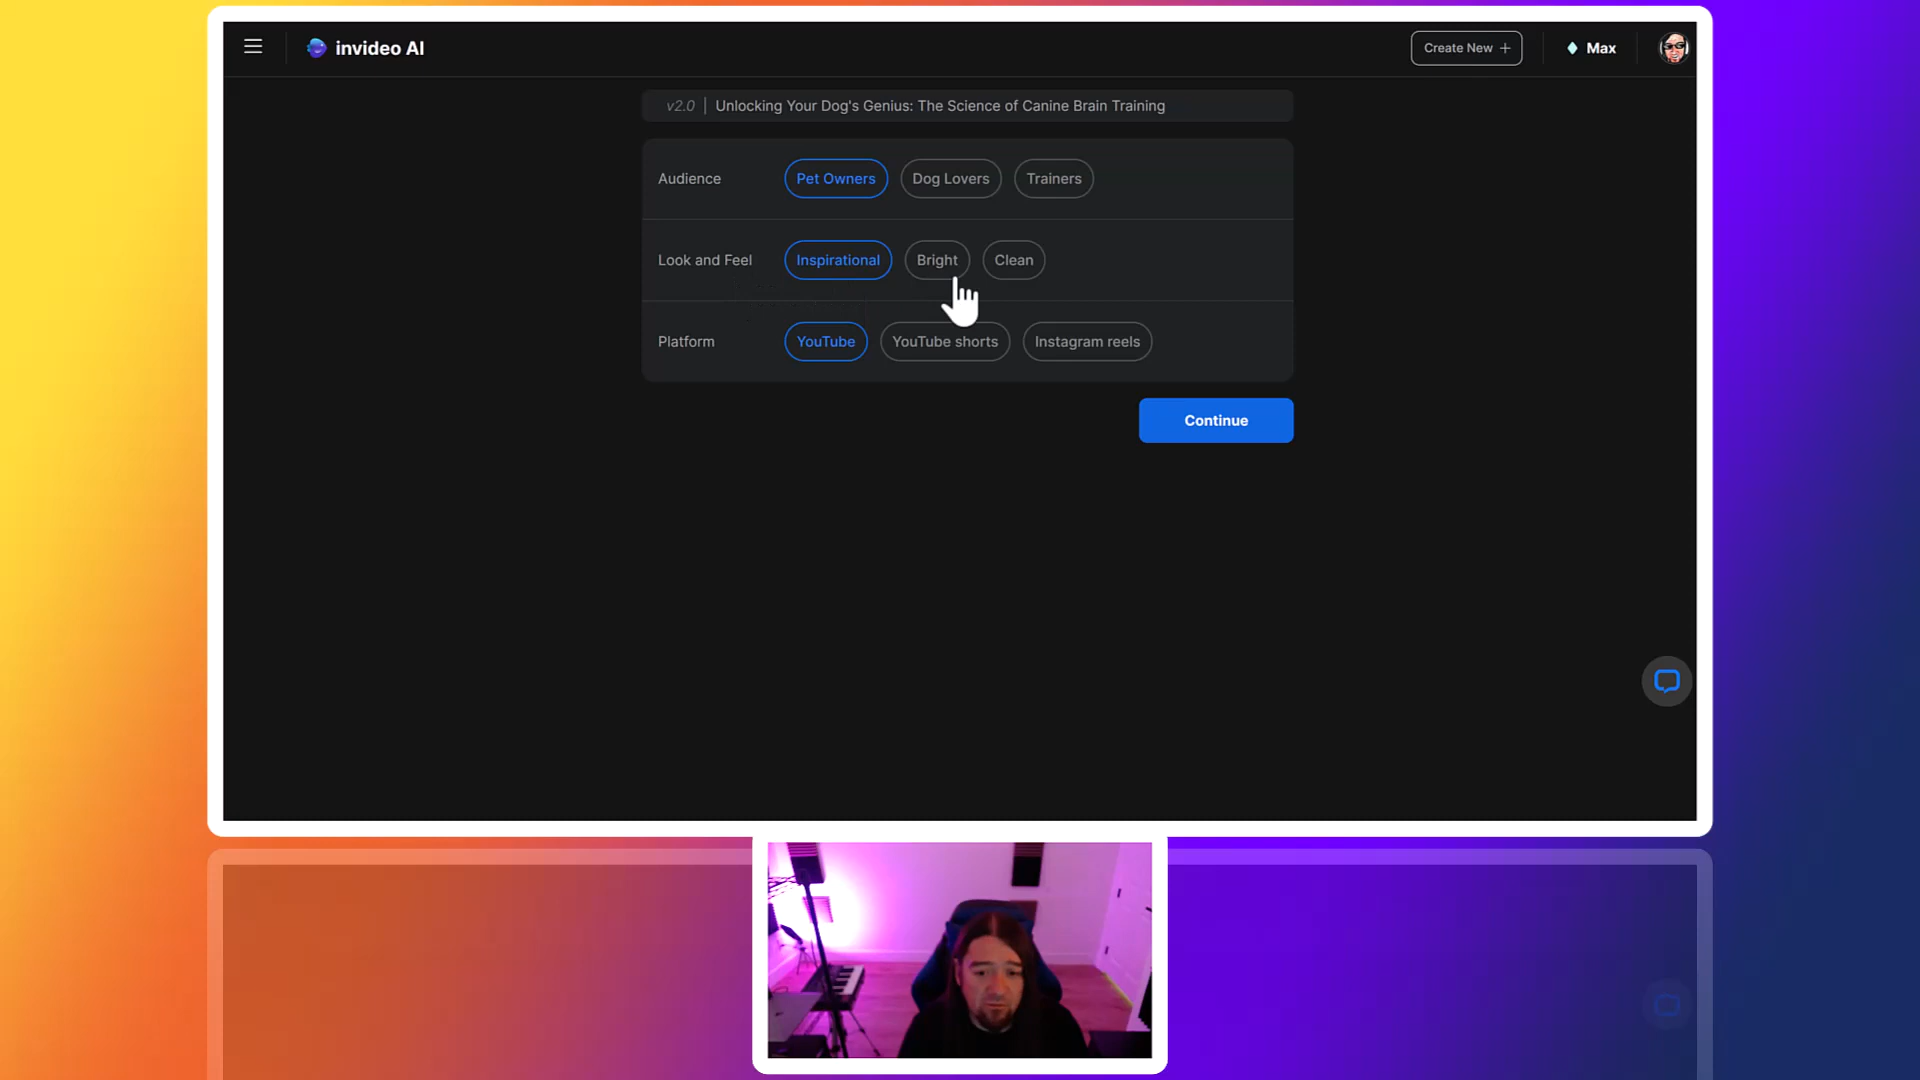 invideo AI
Create New +
Max
v2.0 | Unlocking Your Dog's Genius: The Science of Canine Brain Training
Audience Pet Owners Dog Lovers Trainers
Look and Feel Inspirational Bright Clean
Platform YouTube YouTube shorts Instagram reels
Continue